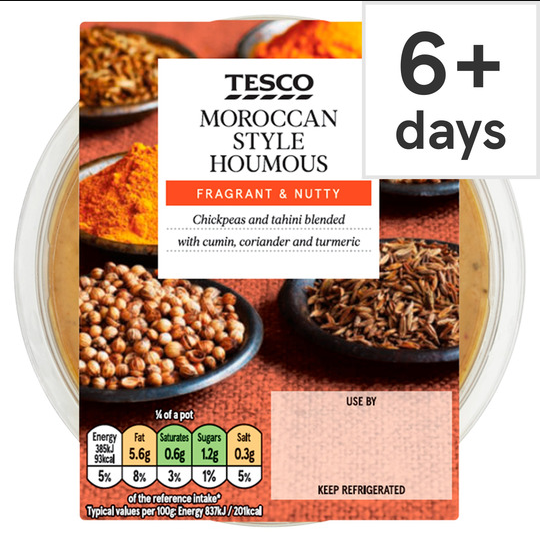 6+
days
TESCO
MOROCCAN
STYLE
HOUMOUS
FRAGRANT & NUTTY
Chickpeas and tahini blended
with cumin, coriander and turmeric
USE BY
KEEP REFRIGERATED
¼ of a pot
Energy Fat Saturates Sugars Salt
385kJ
93kcal 5.6g 0.6g 1.2g 0.3g
5% 8% 3% 1% 5%
of the reference intake*
Typical values per 100g: Energy 837kJ / 201kcal